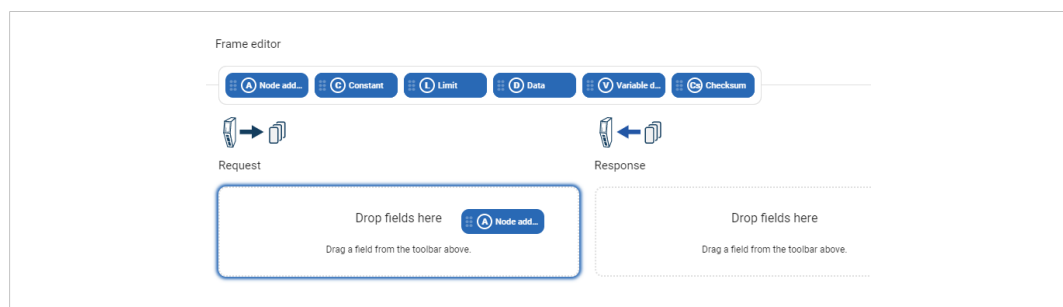 Frame editor
A Node add...
C Constant
L Limit
D Data
V Variable d...
Cs Checksum
Request
Response
Drop fields here
A Node add...
Drag a field from the toolbar above.
Drop fields here
Drag a field from the toolbar above.